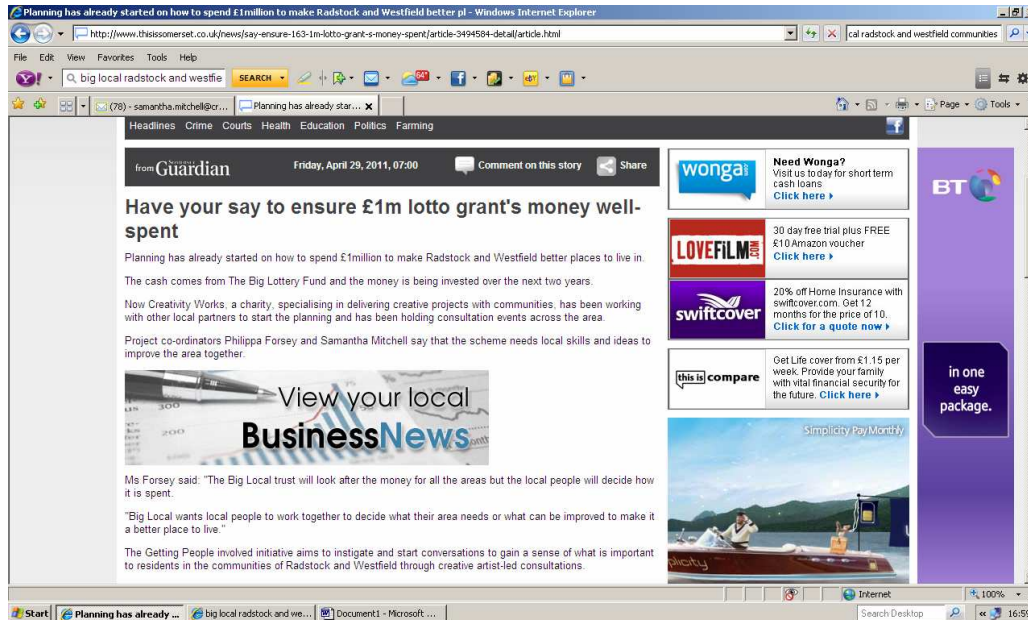 Planning has already started on how to spend £1million to make Radstock and Westfield better pl - Windows Internet Explorer
http://www.thisissomerset.co.uk/news/say-ensure-163-1m-lotto-grant-s-money-spent/article-3494584-detail/article.html
cal radstock and westfield communities
File Edit View Favorites Tools Help
big local radstock and westfie
SEARCH
(78) - samantha.mitchell@cr...
Planning has already star...
Page
Tools
Headlines Crime Courts Health Education Politics Farming
from Guardian
Friday, April 29, 2011, 07:00
Comment on this story
Share
Have your say to ensure £1m lotto grant's money well-
spent
Planning has already started on how to spend £1million to make Radstock and Westfield better places to live in.
The cash comes from The Big Lottery Fund and the money is being invested over the next two years.
Now Creativity Works, a charity, specialising in delivering creative projects with communities, has been working
with other local partners to start the planning and has been holding consultation events across the area.
Project co-ordinators Philippa Forsey and Samantha Mitchell say that the scheme needs local skills and ideas to
improve the area together.
View your local
BusinessNews
Ms Forsey said: "The Big Local trust will look after the money for all the areas but the local people will decide how
it is spent.
"Big Local wants local people to work together to decide what their area needs or what can be improved to make it
a better place to live."
The Getting People involved initiative aims to instigate and start conversations to gain a sense of what is important
to residents in the communities of Radstock and Westfield through creative artist-led consultations.
wonga
Need Wonga?
Visit us today for short term
cash loans
Click here
LOVEFiLM
30 day free trial plus FREE
£10 Amazon voucher
Click here
swiftcover
20% off Home Insurance with
swiftcover.com. Get 12
months for the price of 10.
Click for a quote now
this is compare
Get Life cover from £1.15 per
week. Provide your family
with vital financial security for
the future. Click here
Simplicity Pay Monthly
BT
in one
easy
package.
Internet
100%
Start
Planning has already ...
big local radstock and we...
Document1 - Microsoft ...
Search Desktop
16:59